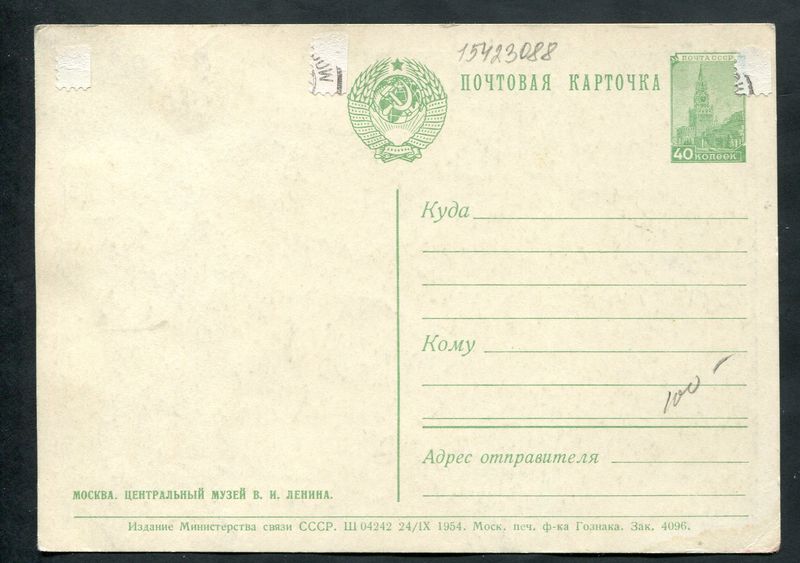 15423088
ПОЧТОВАЯ КАРТОЧКА
ПОЧТА СССР
40 КОПЕЕК
Куда
Кому
100
Адрес отправителя
МОСКВА. ЦЕНТРАЛЬНЫЙ МУЗЕЙ В. И. ЛЕНИНА.
Издание Министерства связи СССР. Ш 04242 24/IX 1954. Моск. печ. ф-ка Гознака. Зак. 4096.